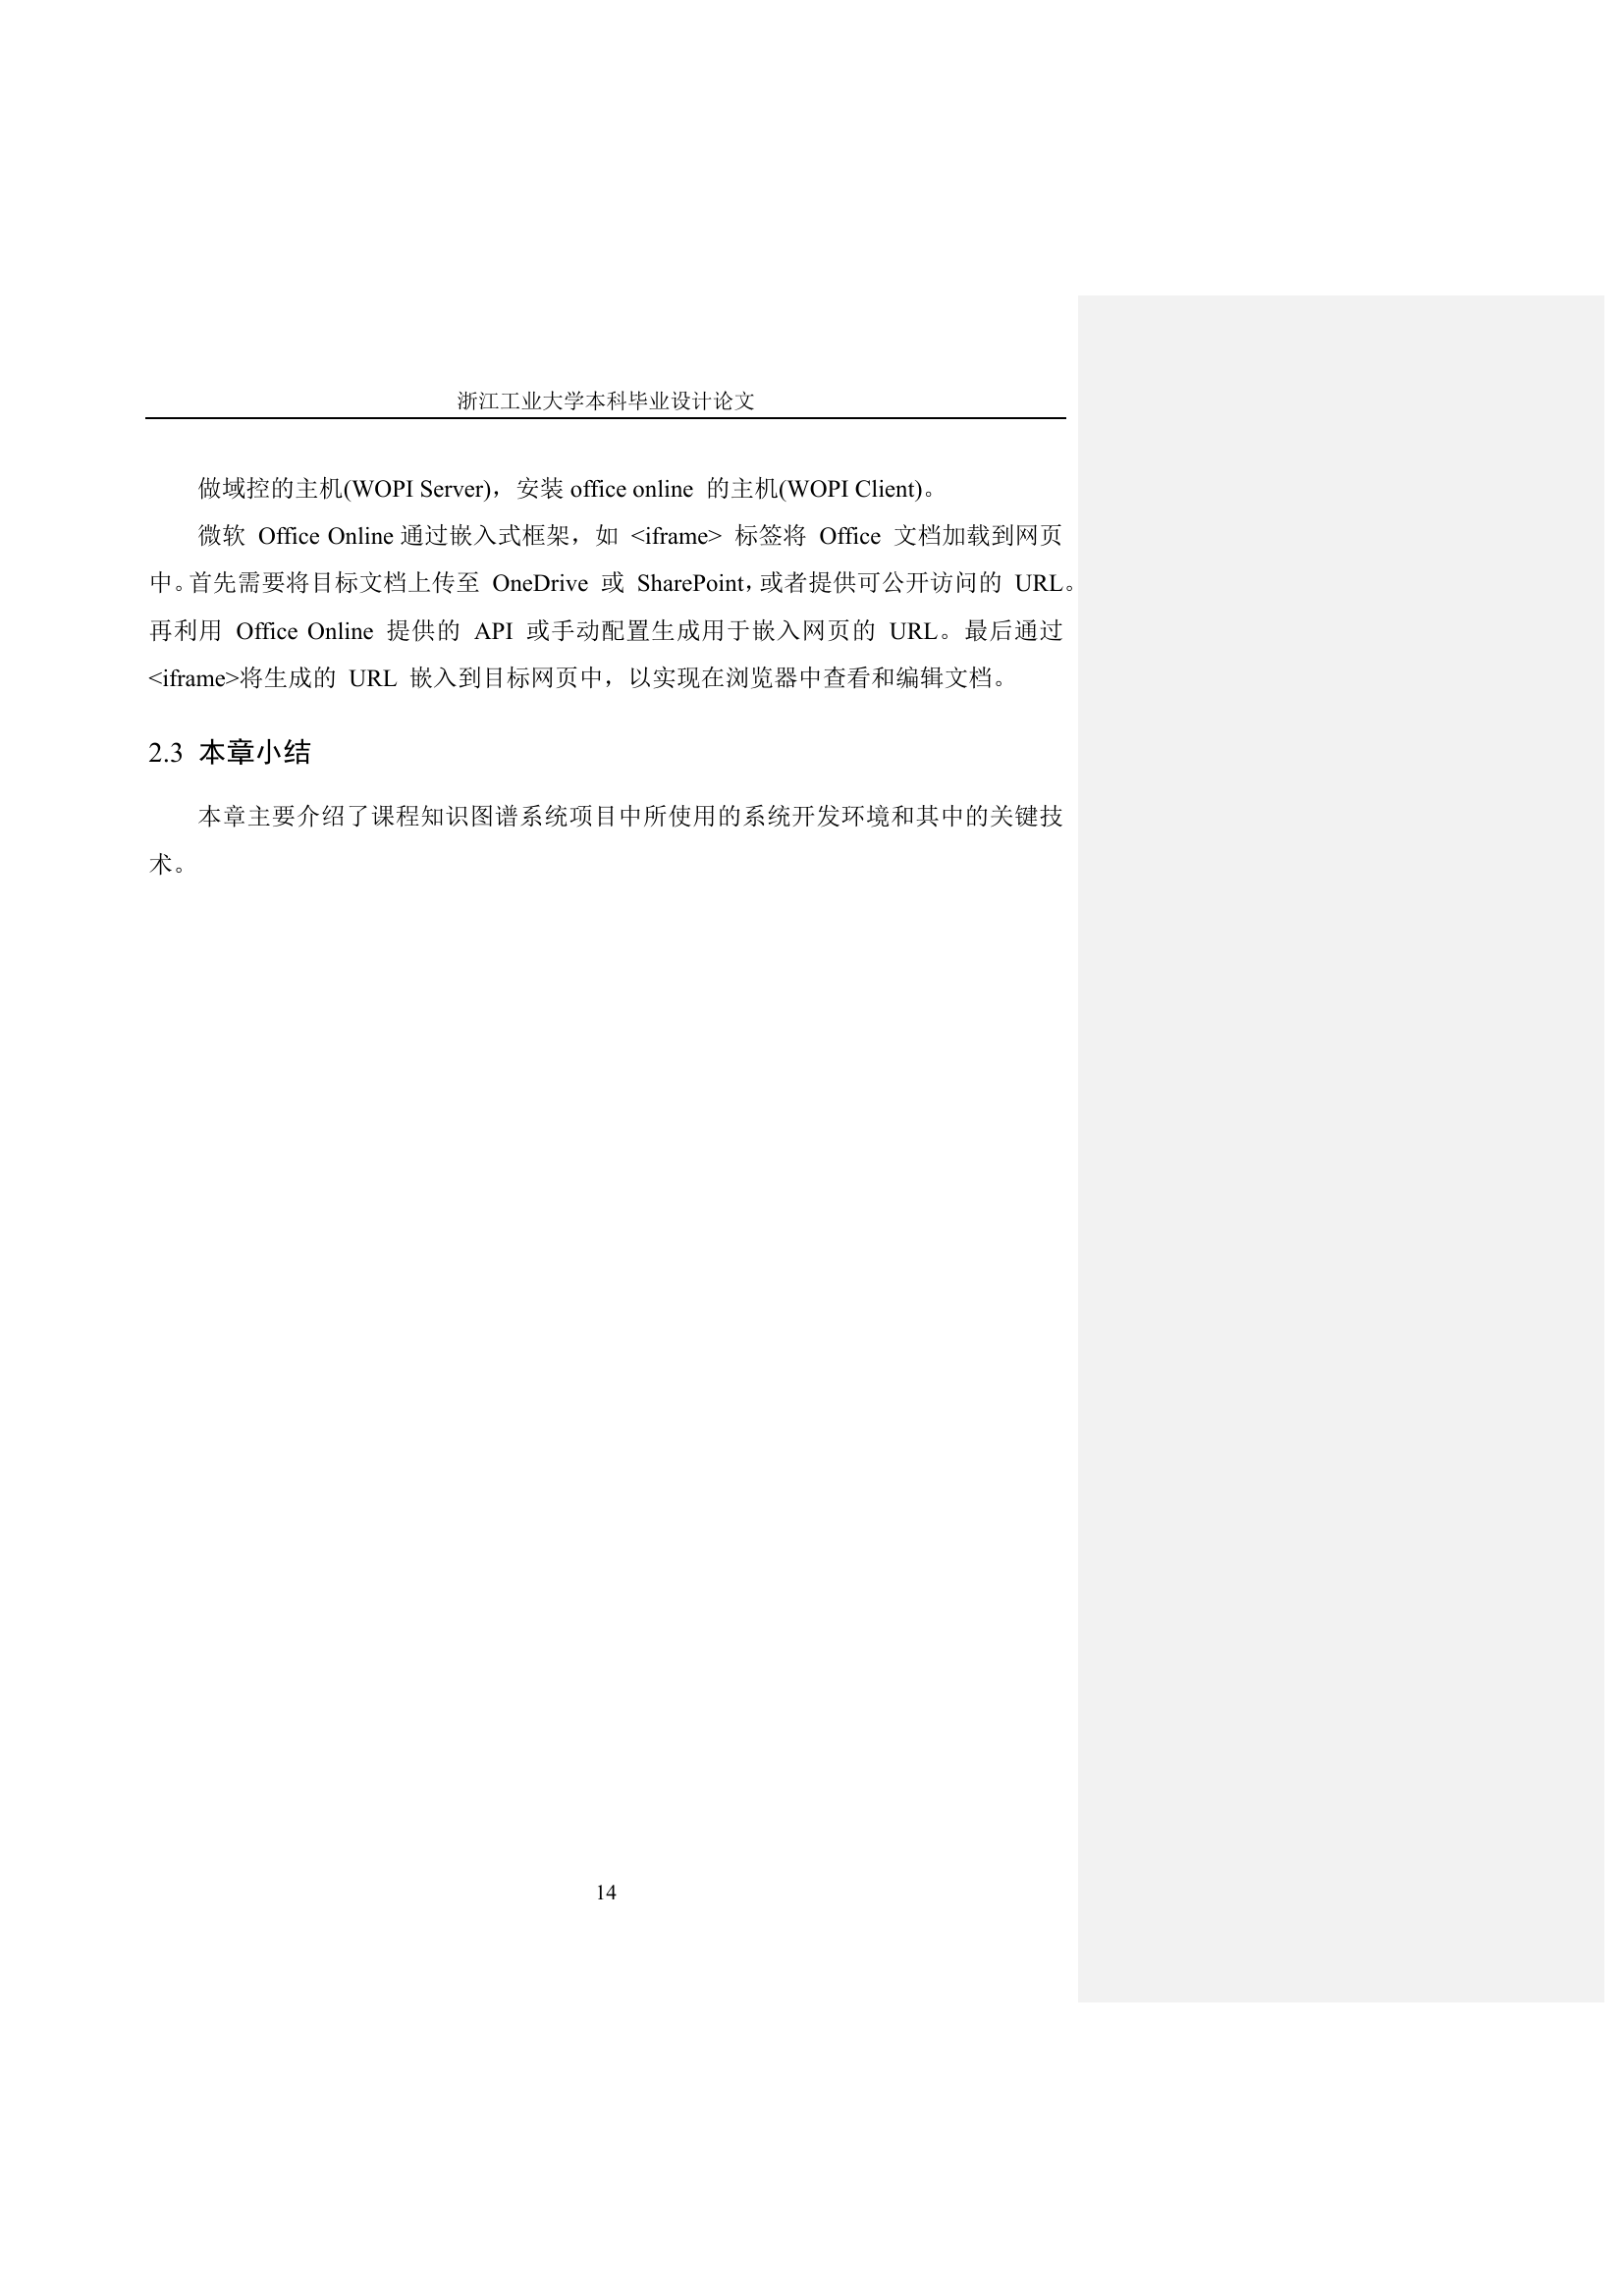 浙江工业大学本科毕业设计论文
做域控的主机(WOPI Server)，安装 office online 的主机(WOPI Client)。
微软 Office Online 通过嵌入式框架，如 <iframe> 标签将 Office 文档加载到网页
中。首先需要将目标文档上传至 OneDrive 或 SharePoint，或者提供可公开访问的 URL。
再利用 Office Online 提供的 API 或手动配置生成用于嵌入网页的 URL。最后通过
<iframe>将生成的 URL 嵌入到目标网页中，以实现在浏览器中查看和编辑文档。
2.3 本章小结
本章主要介绍了课程知识图谱系统项目中所使用的系统开发环境和其中的关键技
术。
14